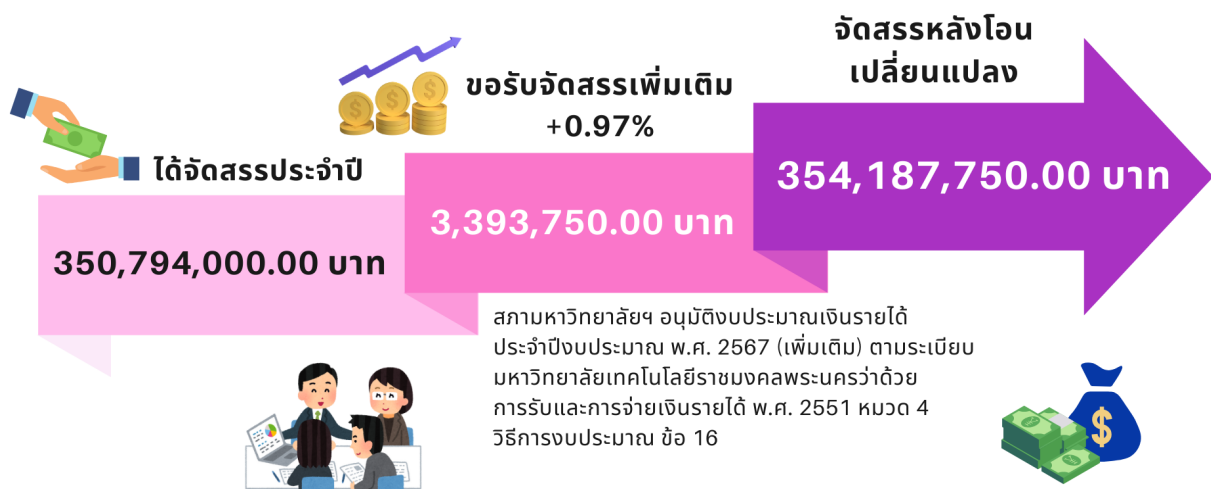 ได้จัดสรรประจำปี
350,794,000.00 บาท
ขอรับจัดสรรเพิ่มเติม
+0.97%
3,393,750.00 บาท
จัดสรรหลังโอน
เปลี่ยนแปลง
354,187,750.00 บาท
สภามหาวิทยาลัยฯ อนุมัติงบประมาณเงินรายได้
ประจำปีงบประมาณ พ.ศ. 2567 (เพิ่มเติม) ตามระเบียบ
มหาวิทยาลัยเทคโนโลยีราชมงคลพระนครว่าด้วย
การรับและการจ่ายเงินรายได้ พ.ศ. 2551 หมวด 4
วิธีการงบประมาณ ข้อ 16